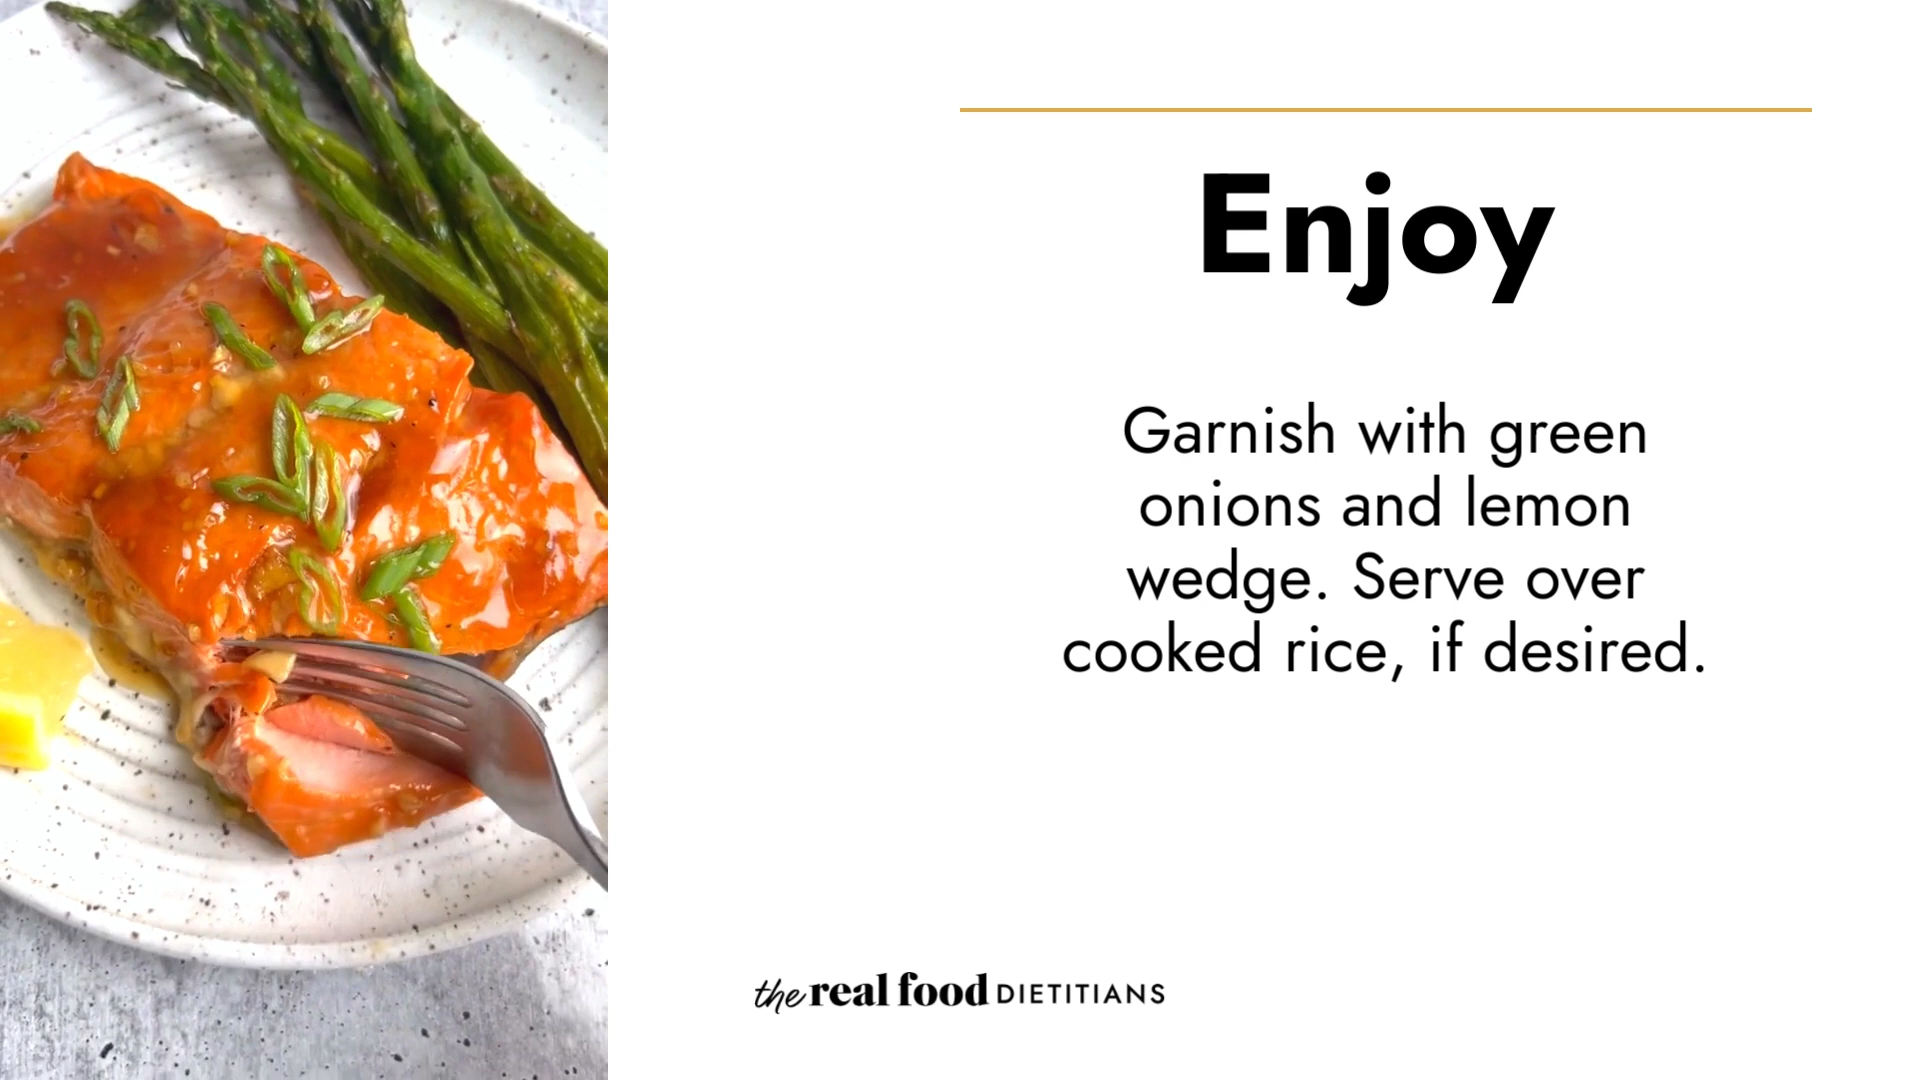 Enjoy
Garnish with green
onions and lemon
wedge. Serve over
cooked rice, if desired.
the real food DIETITIANS